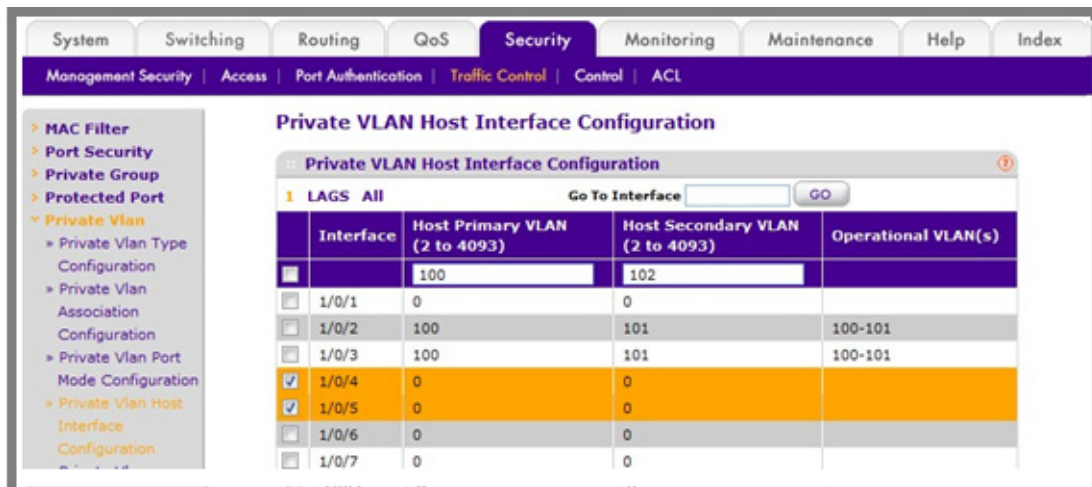 System Switching Routing QoS Security Monitoring Maintenance Help Index
Management Security | Access | Port Authentication | Traffic Control | Control | ACL
MAC Filter
Port Security
Private Group
Protected Port
Private Vlan
» Private Vlan Type
Configuration
» Private Vlan
Association
Configuration
» Private Vlan Port
Mode Configuration
» Private Vlan Host
Interface
Configuration
Private VLAN Host Interface Configuration
Private VLAN Host Interface Configuration
1 LAGS All Go To Interface GO
Interface Host Primary VLAN (2 to 4093) Host Secondary VLAN (2 to 4093) Operational VLAN(s)
100 102
1/0/1 0 0
1/0/2 100 101 100-101
1/0/3 100 101 100-101
1/0/4 0 0
1/0/5 0 0
1/0/6 0 0
1/0/7 0 0